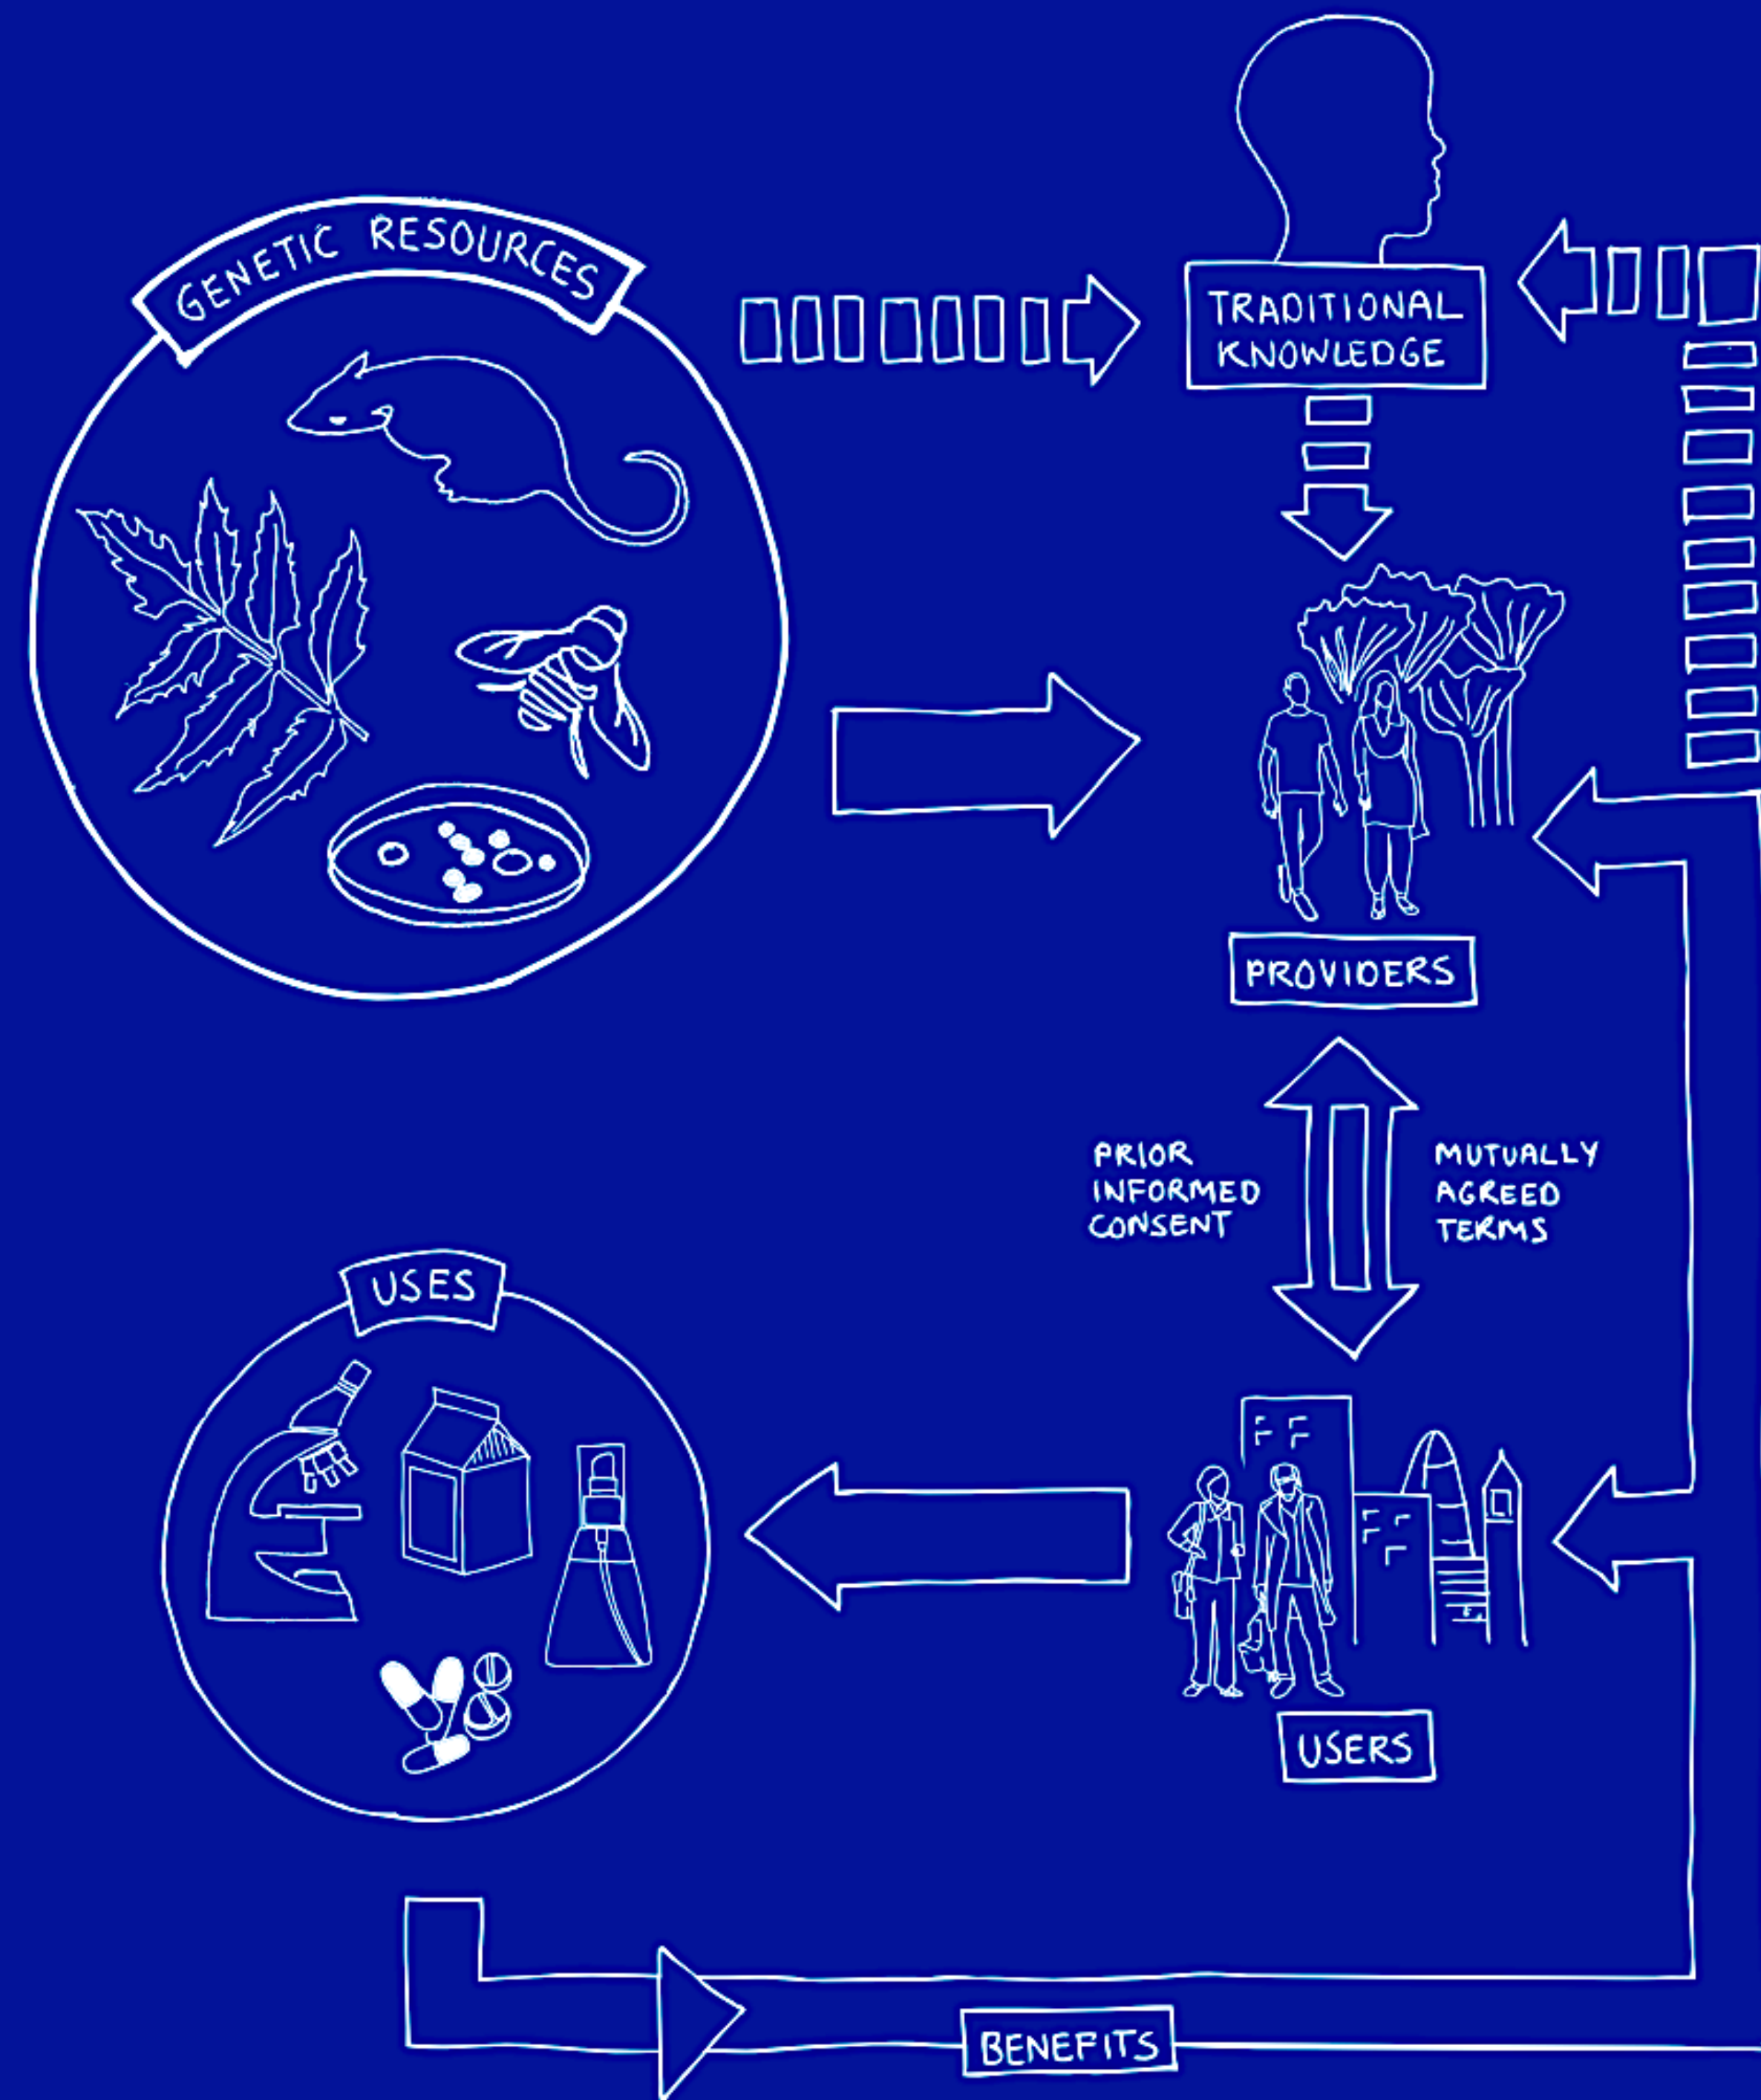 GENETIC RESOURCES
TRADITIONAL
KNOWLEDGE
PROVIDERS
PRIOR
INFORMED
CONSENT
MUTUALLY
AGREED
TERMS
USES
USERS
BENEFITS